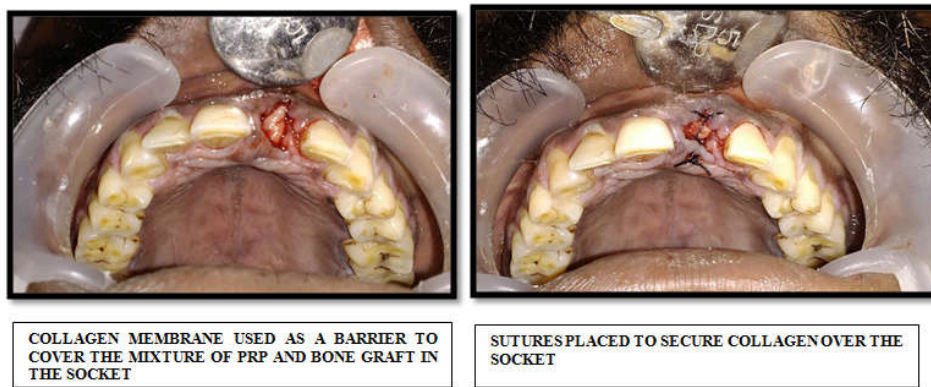 COLLAGEN MEMBRANE USED AS A BARRIER TO
COVER THE MIXTURE OF PRP AND BONE GRAFT IN
THE SOCKET
SUTURES PLACED TO SECURE COLLAGEN OVER THE
SOCKET